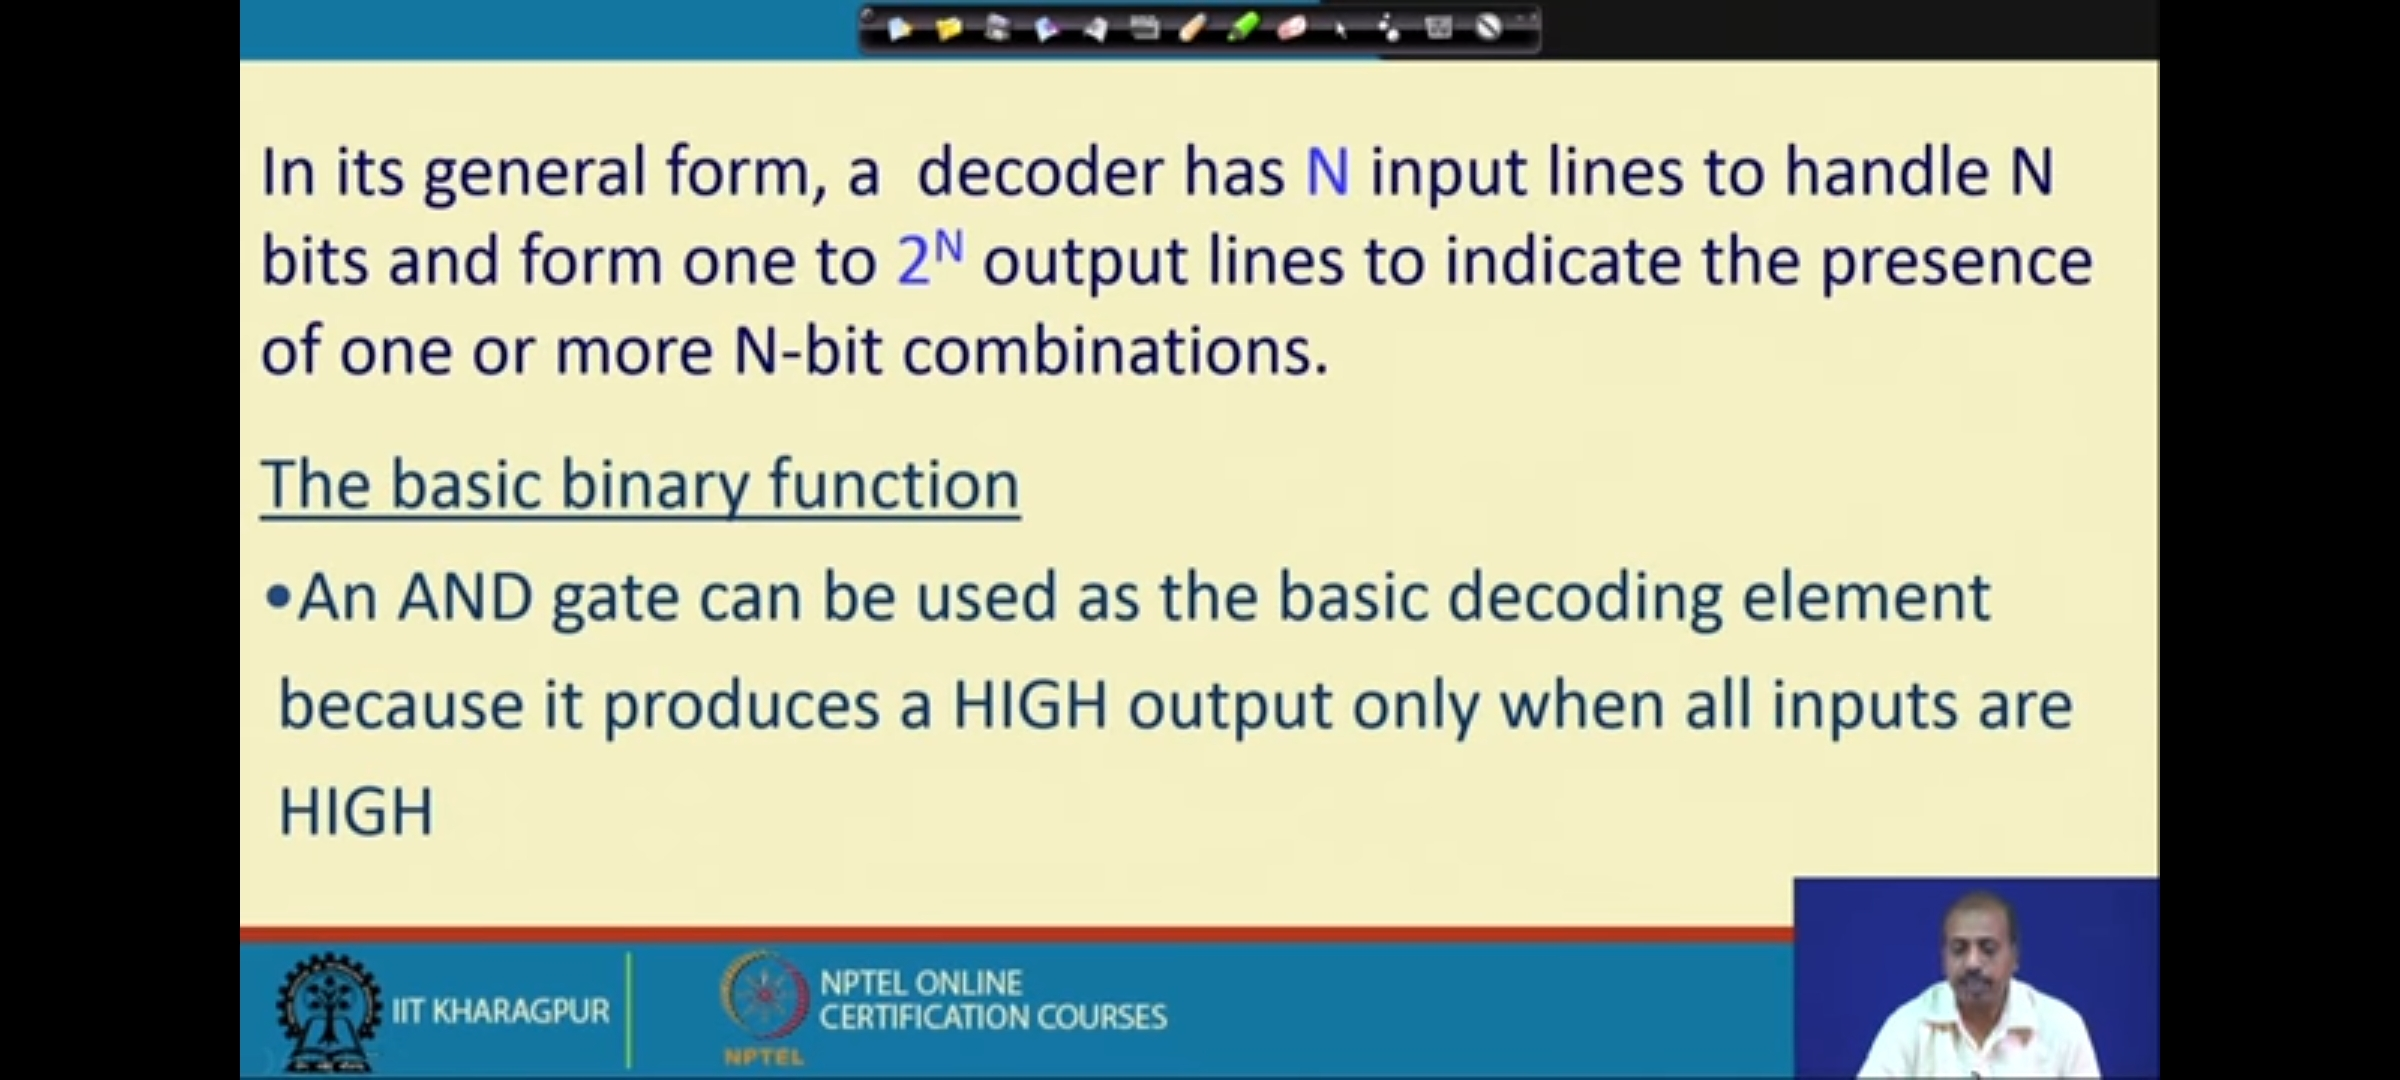 In its general form, a decoder has N input lines to handle N
bits and form one to 2ᴺ output lines to indicate the presence
of one or more N-bit combinations.
The basic binary function
•An AND gate can be used as the basic decoding element
because it produces a HIGH output only when all inputs are
HIGH
IIT KHARAGPUR
NPTEL
NPTEL ONLINE
CERTIFICATION COURSES